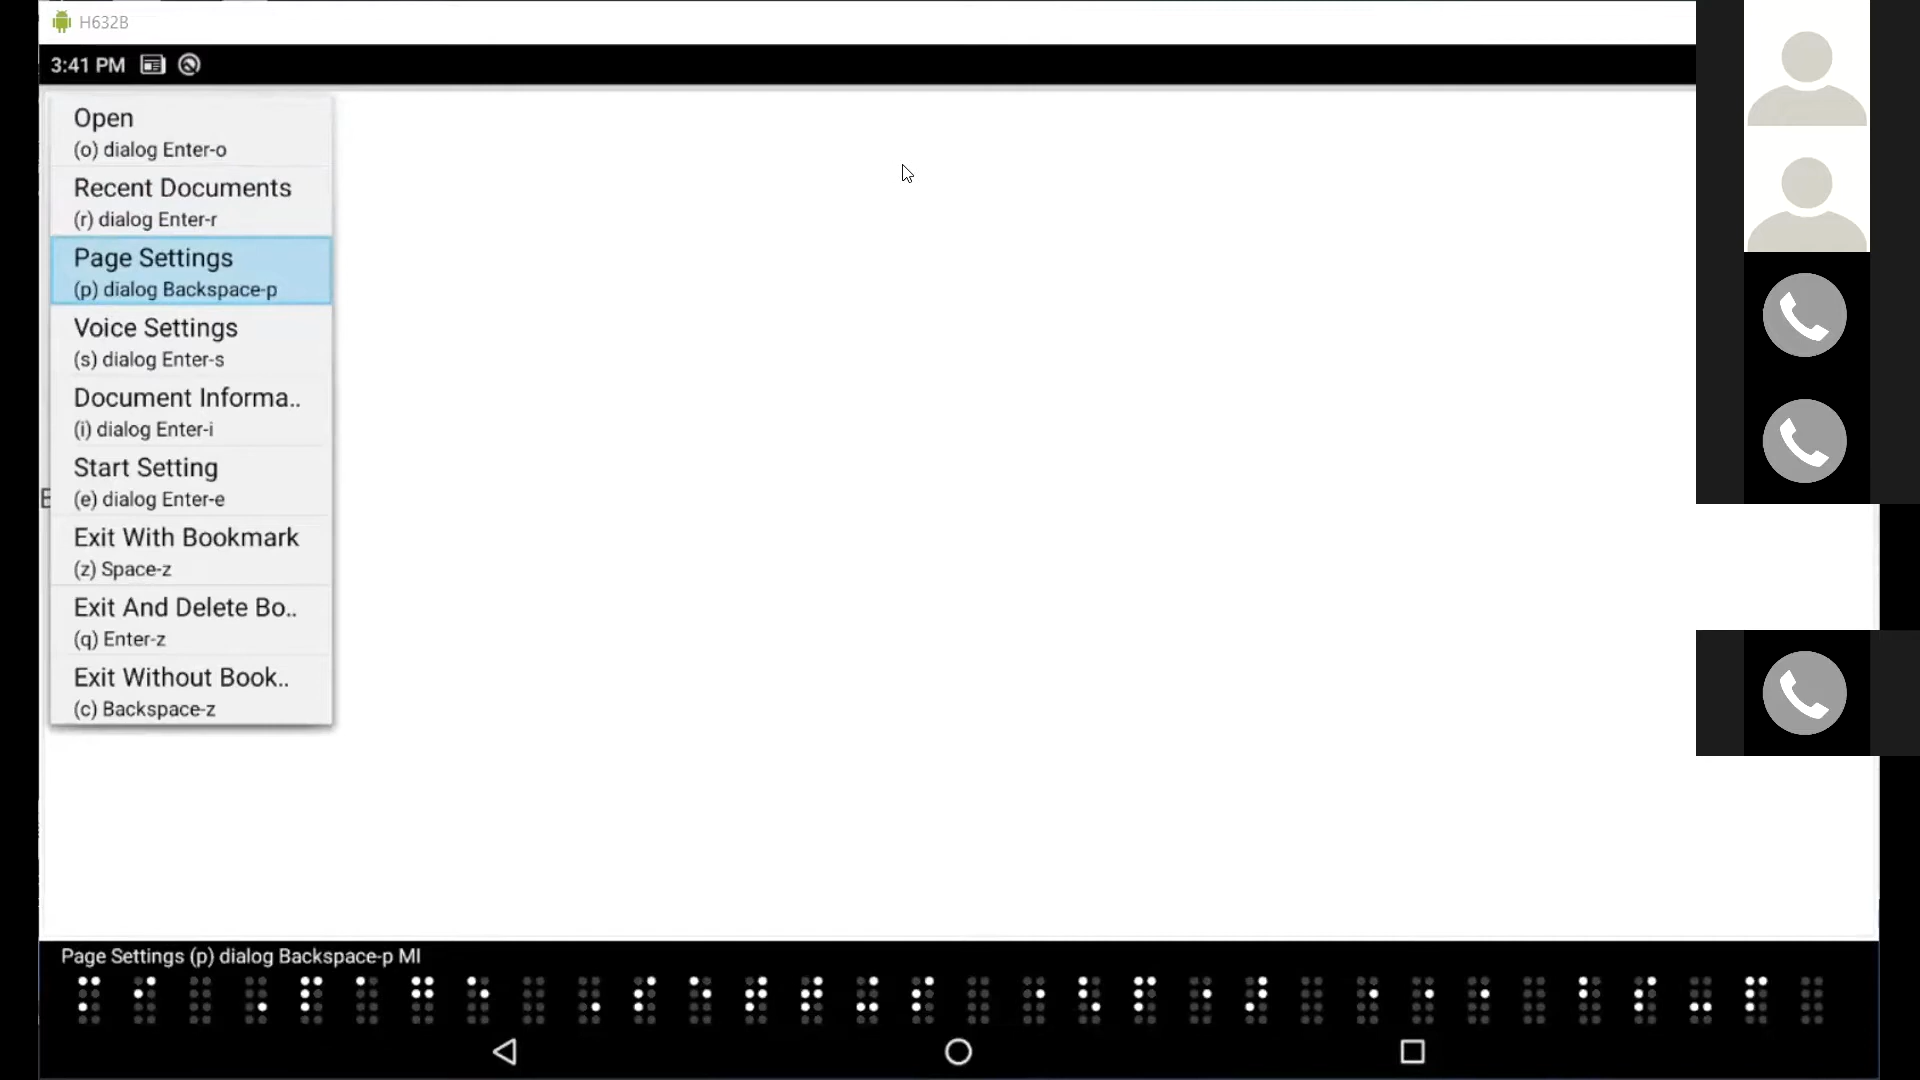 H632B
3:41 PM
Open
(o) dialog Enter-o
Recent Documents
(r) dialog Enter-r
Page Settings
(p) dialog Backspace-p
Voice Settings
(s) dialog Enter-s
Document Informa..
(i) dialog Enter-i
Start Setting
(e) dialog Enter-e
Exit With Bookmark
(z) Space-z
Exit And Delete Bo..
(q) Enter-z
Exit Without Book..
(c) Backspace-z
Page Settings (p) dialog Backspace-p MI